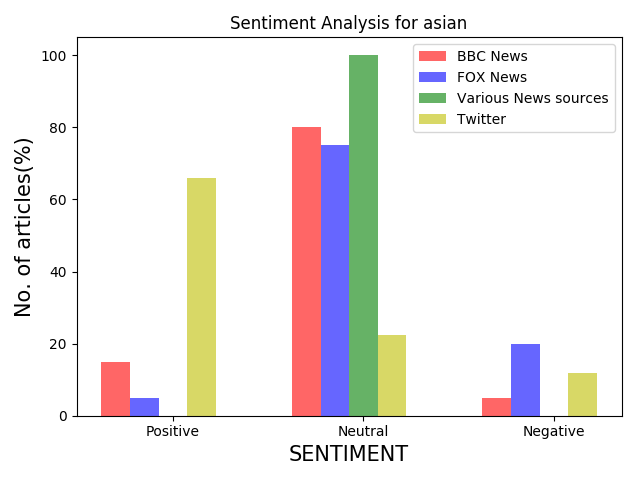 Sentiment Analysis for asian
BBC News
FOX News
Various News sources
Twitter
No. of articles(%)
100
80
60
40
20
0
Positive
Neutral
Negative
SENTIMENT